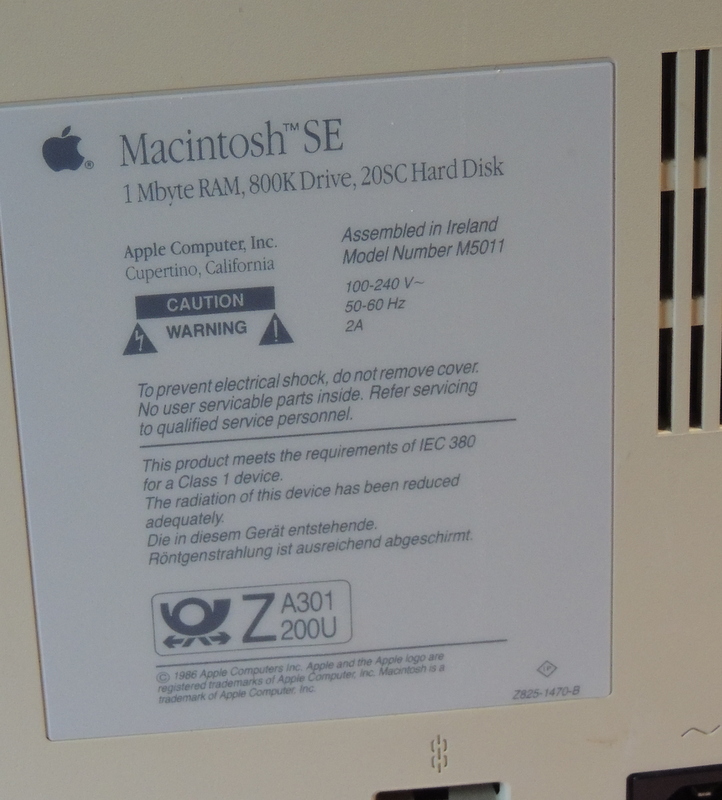 Macintosh™ SE
1 Mbyte RAM, 800K Drive, 20SC Hard Disk
Apple Computer, Inc.
Cupertino, California
Assembled in Ireland
Model Number M5011
100-240 V~
50-60 Hz
2A
CAUTION
WARNING
To prevent electrical shock, do not remove cover.
No user servicable parts inside. Refer servicing
to qualified service personnel.
This product meets the requirements of IEC 380
for a Class 1 device.
The radiation of this device has been reduced
adequately.
Die in diesem Gerät entstehende.
Röntgenstrahlung ist ausreichend abgeschirmt.
Z A301
200U
© 1986 Apple Computers Inc. Apple and the Apple logo are
registered trademarks of Apple Computer, Inc. Macintosh is a
trademark of Apple Computer, Inc.
Z825-1470-B